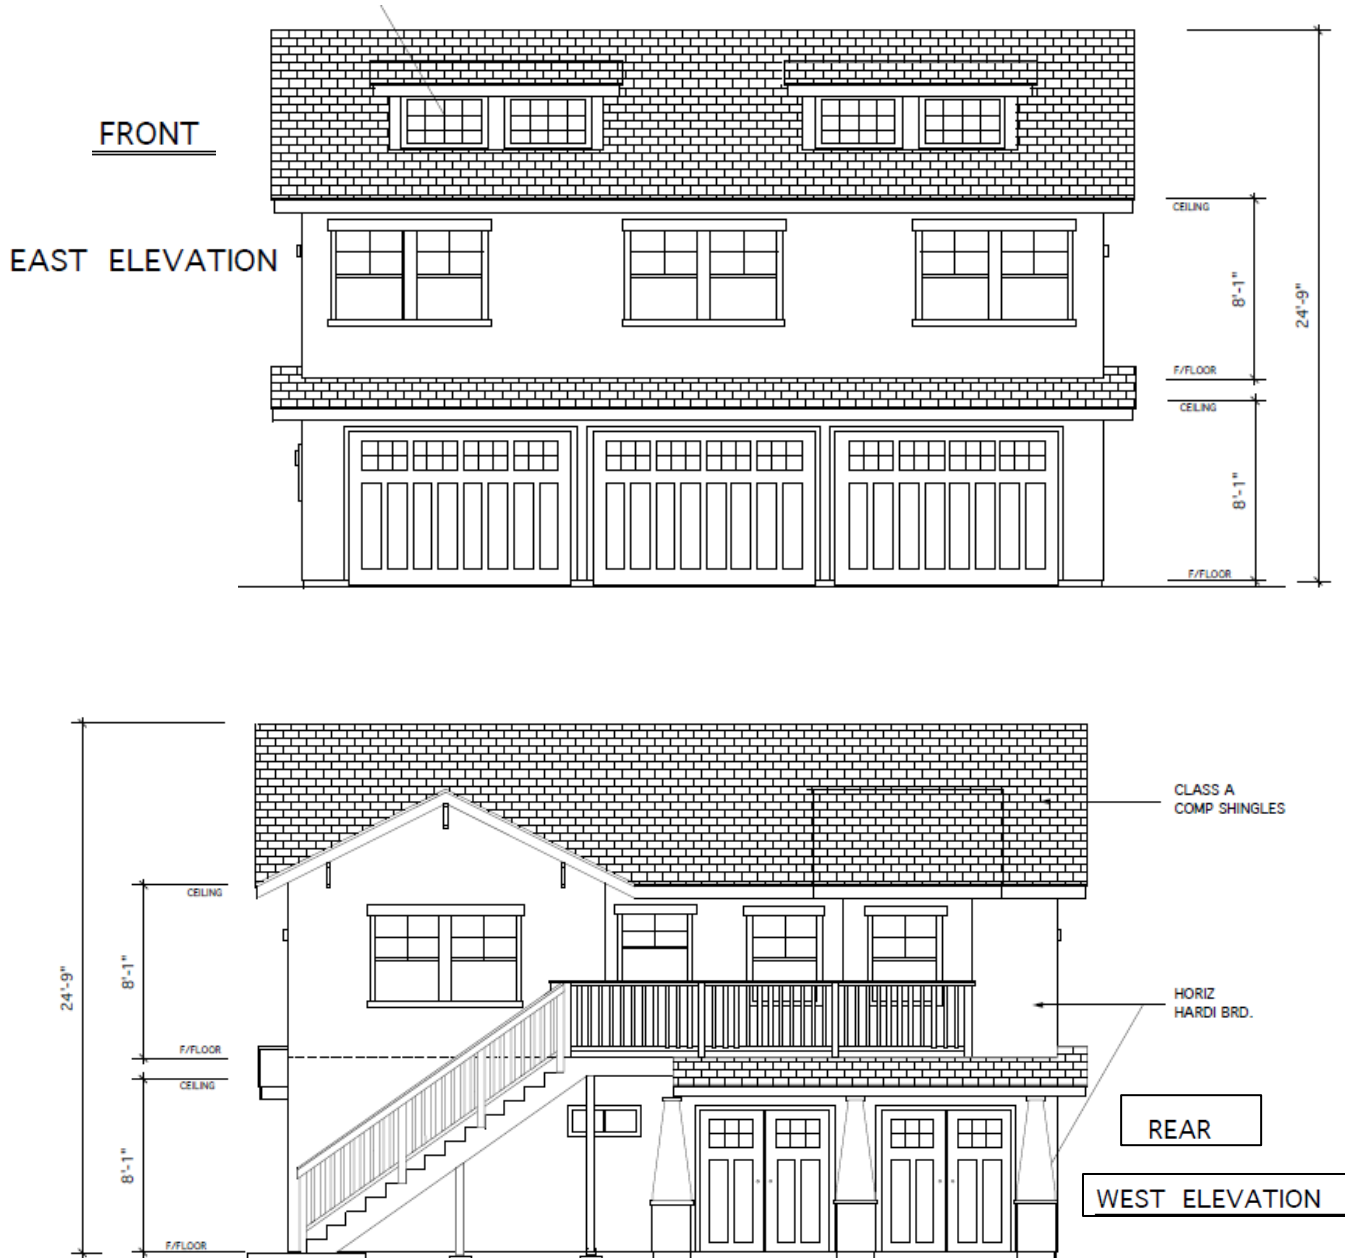 FRONT
EAST ELEVATION
CEILING
8'-1"
24'-9"
F/FLOOR
CEILING
8'-1"
F/FLOOR
CLASS A
COMP SHINGLES
CEILING
8'-1"
24'-9"
HORIZ
HARDI BRD.
F/FLOOR
CEILING
8'-1"
REAR
WEST ELEVATION
F/FLOOR